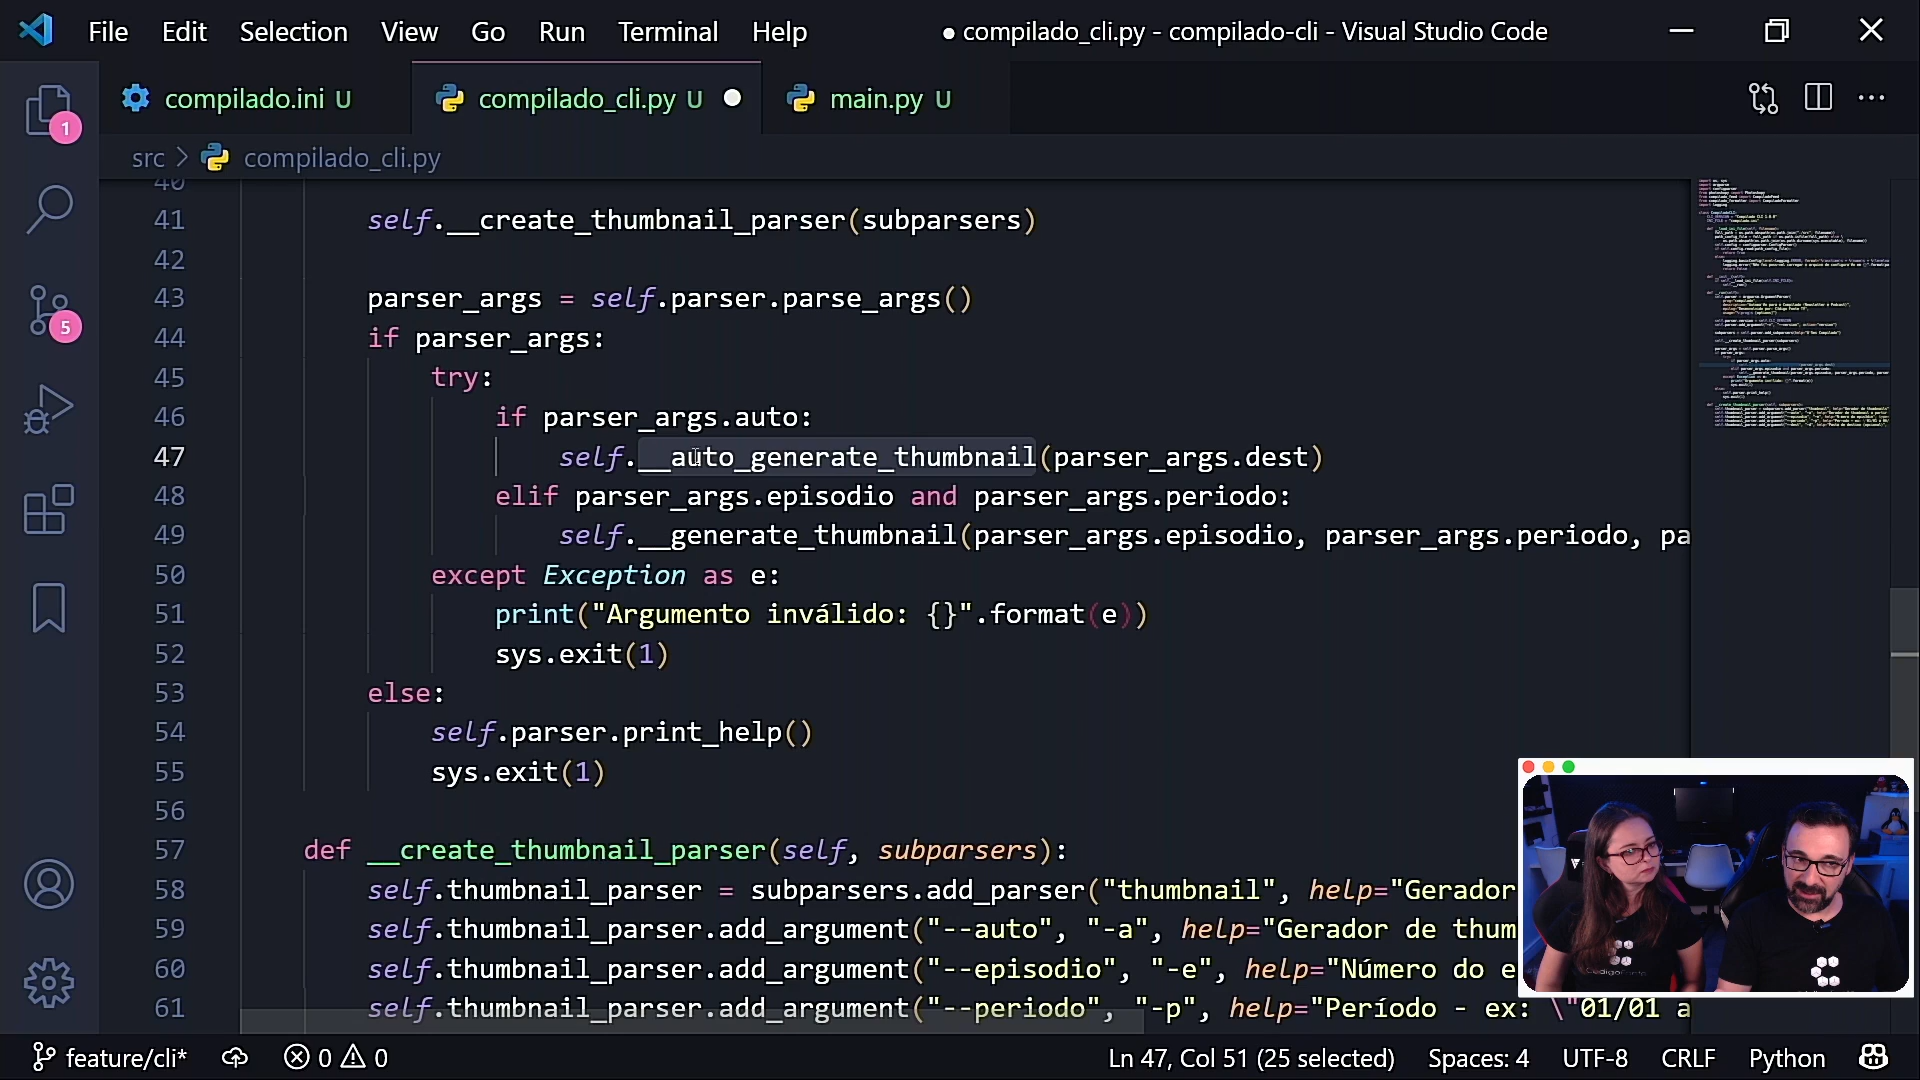 File Edit Selection View Go Run Terminal Help ● compilado_cli.py - compilado-cli - Visual Studio Code
compilado.ini U compilado_cli.py U main.py U
src > compilado_cli.py
1
5
40
41 self.__create_thumbnail_parser(subparsers)
42
43 parser_args = self.parser.parse_args()
44 if parser_args:
45 try:
46 if parser_args.auto:
47 self.__auto_generate_thumbnail(parser_args.dest)
48 elif parser_args.episodio and parser_args.periodo:
49 self.__generate_thumbnail(parser_args.episodio, parser_args.periodo, pa
50 except Exception as e:
51 print("Argumento inválido: {}".format(e))
52 sys.exit(1)
53 else:
54 self.parser.print_help()
55 sys.exit(1)
56
57 def __create_thumbnail_parser(self, subparsers):
58 self.thumbnail_parser = subparsers.add_parser("thumbnail", help="Gerador
59 self.thumbnail_parser.add_argument("--auto", "-a", help="Gerador de thum
60 self.thumbnail_parser.add_argument("--episodio", "-e", help="Número do e
61 self.thumbnail_parser.add_argument("--periodo", "-p", help="Período - ex: \"01/01 a
feature/cli* 0 0 Ln 47, Col 51 (25 selected) Spaces: 4 UTF-8 CRLF Python